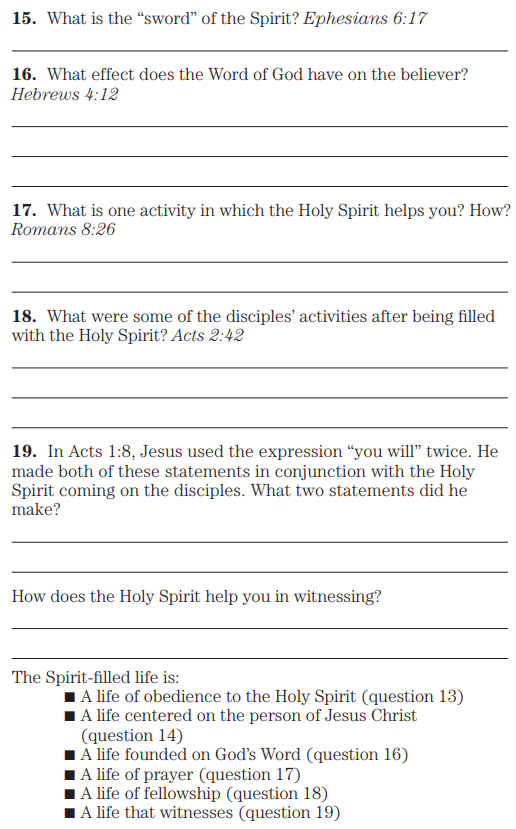 15. What is the “sword” of the Spirit? Ephesians 6:17
16. What effect does the Word of God have on the believer?
Hebrews 4:12
17. What is one activity in which the Holy Spirit helps you? How?
Romans 8:26
18. What were some of the disciples’ activities after being filled
with the Holy Spirit? Acts 2:42
19. In Acts 1:8, Jesus used the expression “you will” twice. He
made both of these statements in conjunction with the Holy
Spirit coming on the disciples. What two statements did he
make?
How does the Holy Spirit help you in witnessing?
The Spirit-filled life is:
■ A life of obedience to the Holy Spirit (question 13)
■ A life centered on the person of Jesus Christ
(question 14)
■ A life founded on God’s Word (question 16)
■ A life of prayer (question 17)
■ A life of fellowship (question 18)
■ A life that witnesses (question 19)